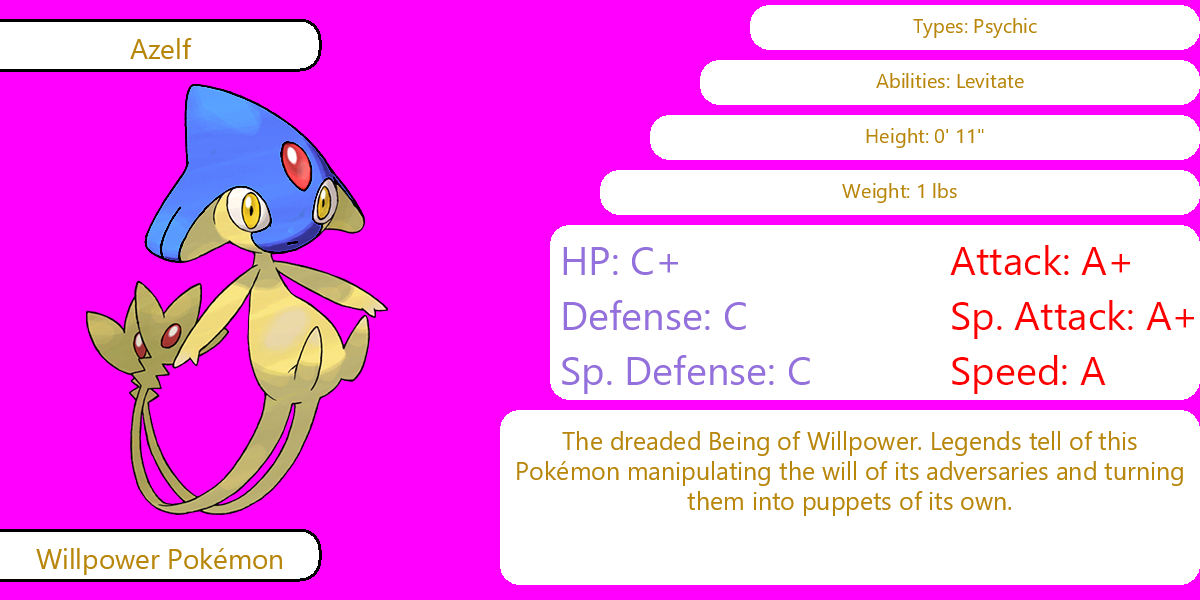 Azelf
Types: Psychic
Abilities: Levitate
Height: 0' 11"
Weight: 1 lbs
HP: C+
Attack: A+
Defense: C
Sp. Attack: A+
Sp. Defense: C
Speed: A
The dreaded Being of Willpower. Legends tell of this
Pokémon manipulating the will of its adversaries and turning
them into puppets of its own.
Willpower Pokémon